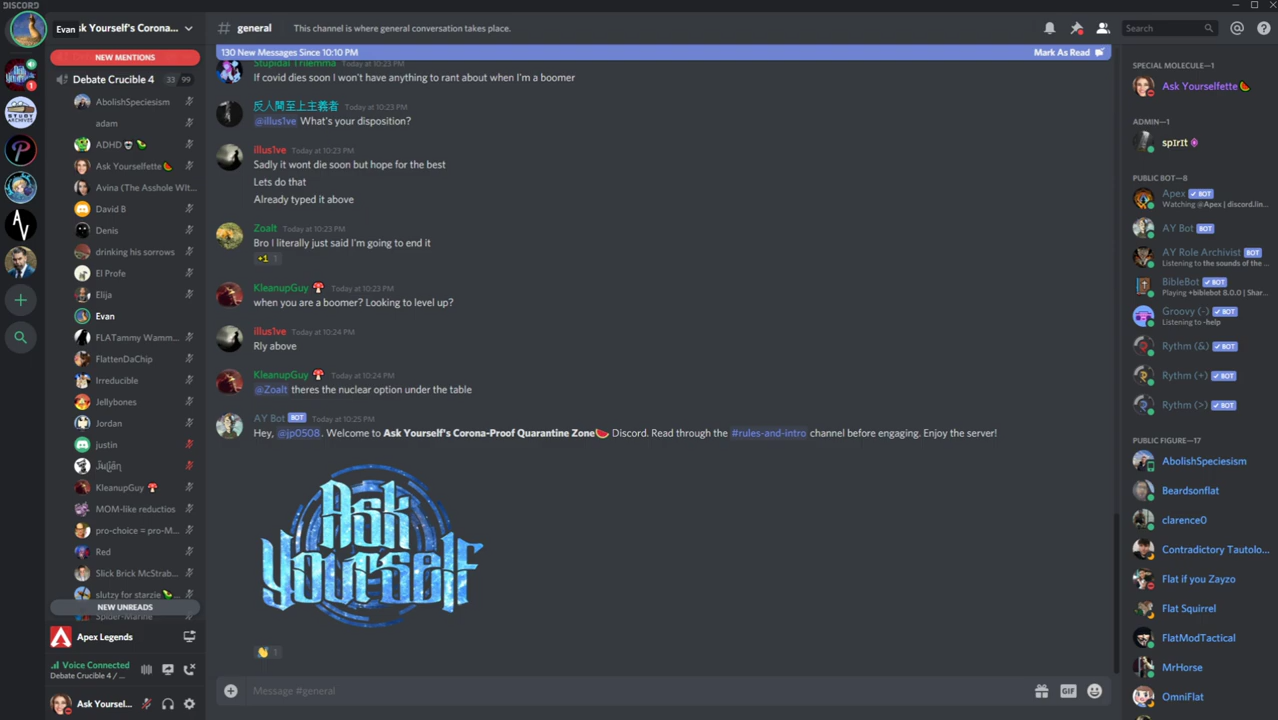 DISCORD
Evan
sk Yourself's Corona...
NEW MENTIONS
Debate Crucible 4 33 99
AbolishSpeciesism
adam
ADHD
Ask Yourselfette
Avina (The Asshole Wit...
David B
Denis
drinking his sorrows
El Profe
Elija
Evan
FLATammy Wamm...
FlattenDaChip
Irreducible
Jellybones
Jordan
justin
KleanupGuy
MOM-like reductios
pro-choice = pro-M...
Red
Slick Brick McStrab...
slutzy for starzie
NEW UNREADS
Spider-Marine
Apex Legends
Voice Connected
Debate Crucible 4 / ...
Ask Yoursel...
1
STUDY
ARCHIVES
P
# general This channel is where general conversation takes place.
Search
130 New Messages Since 10:10 PM Mark As Read
Stupidal Trilemma Today at 10:23 PM
If covid dies soon I won't have anything to rant about when I'm a boomer
反人間至上主義者 Today at 10:23 PM
@illus1ve What's your disposition?
illus1ve Today at 10:23 PM
Sadly it wont die soon but hope for the best
Lets do that
Already typed it above
Zoalt Today at 10:23 PM
Bro I literally just said I'm going to end it
+1 1
KleanupGuy Today at 10:23 PM
when you are a boomer? Looking to level up?
illus1ve Today at 10:24 PM
Rly above
KleanupGuy Today at 10:24 PM
@Zoalt theres the nuclear option under the table
AY Bot BOT Today at 10:25 PM
Hey, @jp0508. Welcome to Ask Yourself's Corona-Proof Quarantine Zone Discord. Read through the #rules-and-intro channel before engaging. Enjoy the server!
Ask
Yourself
1
Message #general
GIF
SPECIAL MOLECULE—1
Ask Yourselfette
ADMIN—1
sp1r1t
PUBLIC BOT—8
Apex BOT
Watching @Apex | discord.lin...
AY Bot BOT
AY Role Archivist BOT
Listening to the sounds of the ...
BibleBot BOT
Playing +biblebot 8.0.0 | Shar...
Groovy (-) BOT
Listening to -help
Rythm (&) BOT
Rythm (+) BOT
Rythm (>) BOT
PUBLIC FIGURE—17
AbolishSpeciesism
Beardsonflat
clarence0
Contradictory Tautolo...
Flat if you Zayzo
Flat Squirrel
FlatModTactical
MrHorse
OmniFlat